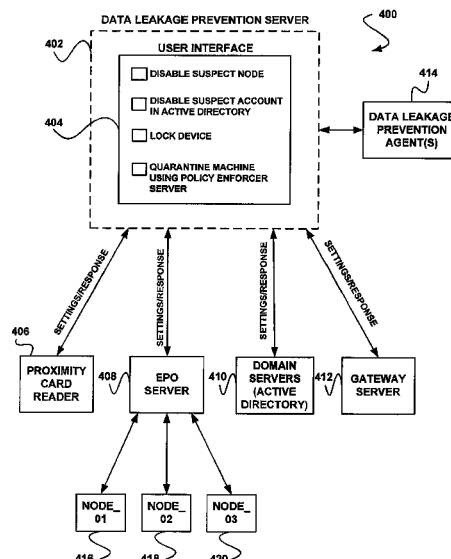 DATA LEAKAGE PREVENTION SERVER
400
402
USER INTERFACE
DISABLE SUSPECT NODE
DISABLE SUSPECT ACCOUNT
IN ACTIVE DIRECTORY
404
LOCK DEVICE
QUARANTINE MACHINE
USING POLICY ENFORCER
SERVER
414
DATA LEAKAGE
PREVENTION
AGENT(S)
SETTINGS/RESPONSE
SETTINGS/RESPONSE
SETTINGS/RESPONSE
SETTINGS/RESPONSE
406
PROXIMITY
CARD
READER
408
EPO
SERVER
410
DOMAIN
SERVERS
(ACTIVE
DIRECTORY)
412
GATEWAY
SERVER
NODE_
01
NODE_
02
NODE_
03
416
418
420